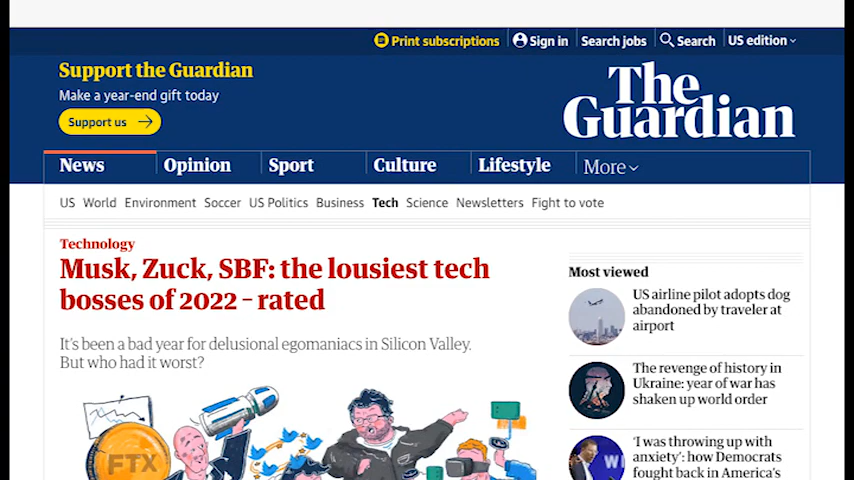 Print subscriptions
Sign in
Search jobs
Search
US edition
Support the Guardian
Make a year-end gift today
Support us
The
Guardian
News
Opinion
Sport
Culture
Lifestyle
More
US World Environment Soccer US Politics Business Tech Science Newsletters Fight to vote
Technology
Musk, Zuck, SBF: the lousiest tech
bosses of 2022 – rated
It's been a bad year for delusional egomaniacs in Silicon Valley.
But who had it worst?
FTX
Most viewed
US airline pilot adopts dog
abandoned by traveler at
airport
The revenge of history in
Ukraine: year of war has
shaken up world order
'I was throwing up with
anxiety': how Democrats
fought back in America's